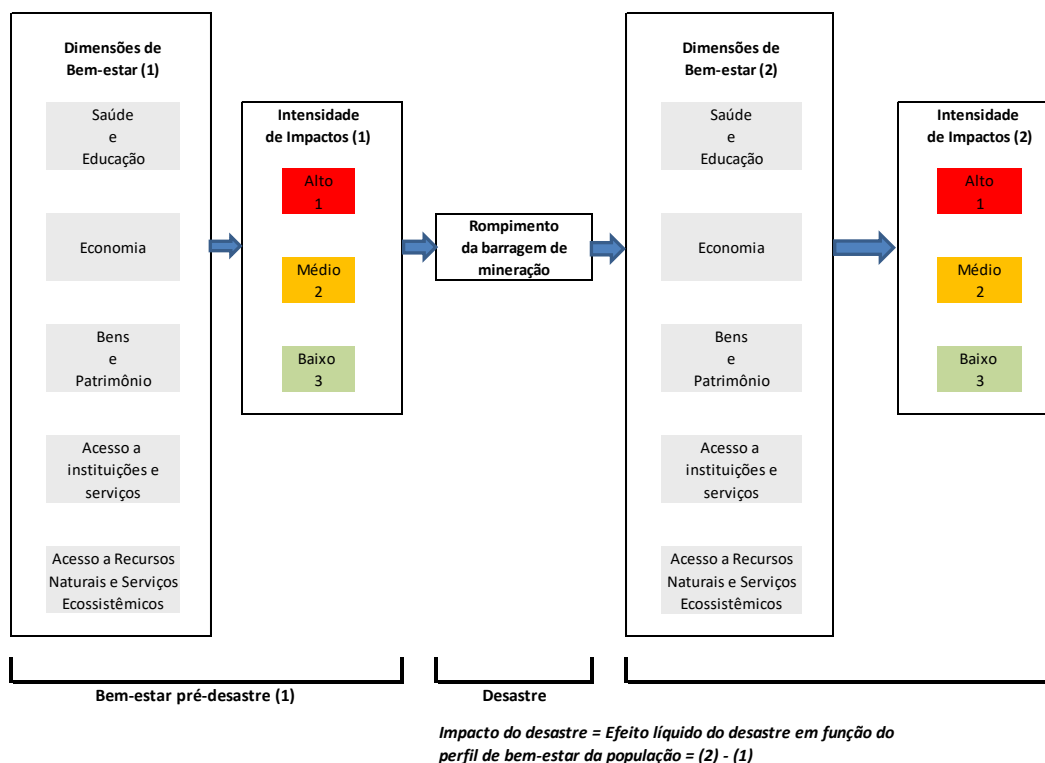 Dimensões de
Bem-estar (1)
Saúde
e
Educação
Economia
Bens
e
Patrimônio
Acesso a
instituições e
serviços
Acesso a Recursos
Naturais e Serviços
Ecossistêmicos
Intensidade
de Impactos (1)
Alto
1
Médio
2
Baixo
3
Rompimento
da barragem de
mineração
Dimensões de
Bem-estar (2)
Saúde
e
Educação
Economia
Bens
e
Patrimônio
Acesso a
instituições e
serviços
Acesso a Recursos
Naturais e Serviços
Ecossistêmicos
Intensidade
de Impactos (2)
Alto
1
Médio
2
Baixo
3
Bem-estar pré-desastre (1)
Desastre
Impacto do desastre = Efeito líquido do desastre em função do
perfil de bem-estar da população = (2) - (1)